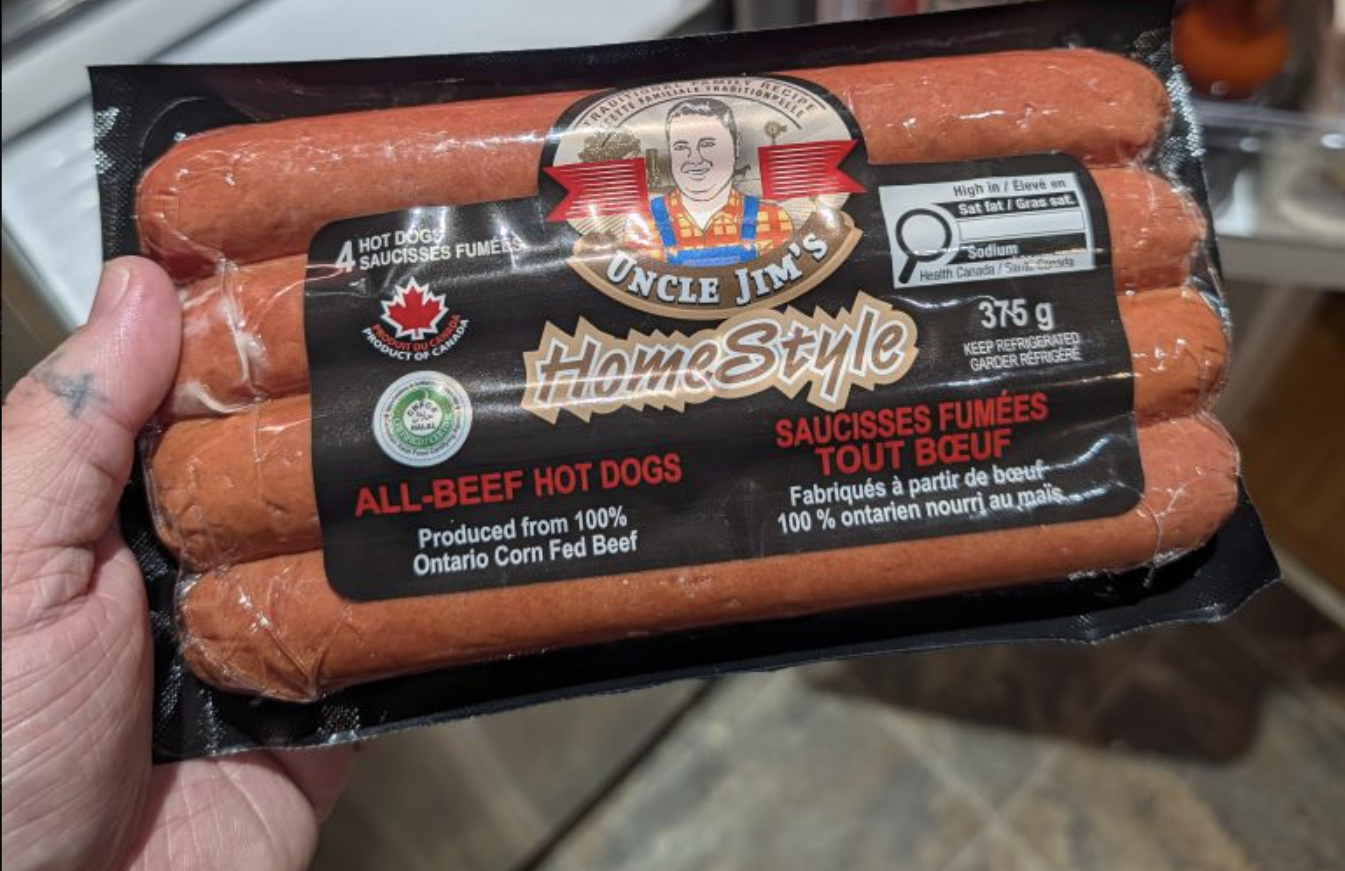 TRADITIONAL FAMILY RECIPE
FAMILIALE TRADITIONNELLE
UNCLE JIM'S
HomeStyle
4 HOT DOGS
SAUCISSES FUMÉES
PRODUIT DU CANADA
PRODUCT OF CANADA
HALAL
ALL-BEEF HOT DOGS
Produced from 100%
Ontario Corn Fed Beef
High in / Élevé en
Sat fat / Gras sat.
Sodium
Health Canada / Santé Canada
375 g
KEEP REFRIGERATED
GARDER RÉFRIGÉRÉ
SAUCISSES FUMÉES
TOUT BŒUF
Fabriqués à partir de bœuf
100 % ontarien nourri au maïs